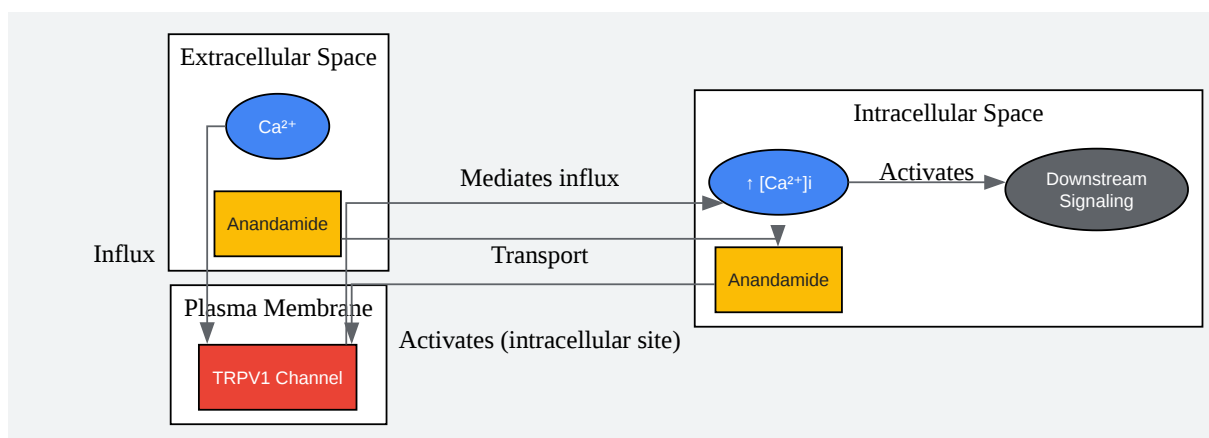 Extracellular Space
Ca²⁺
Anandamide
Influx
Plasma Membrane
TRPV1 Channel
Mediates influx
Transport
Activates (intracellular site)
Intracellular Space
↑ [Ca²⁺]i
Activates
Downstream
Signaling
Anandamide